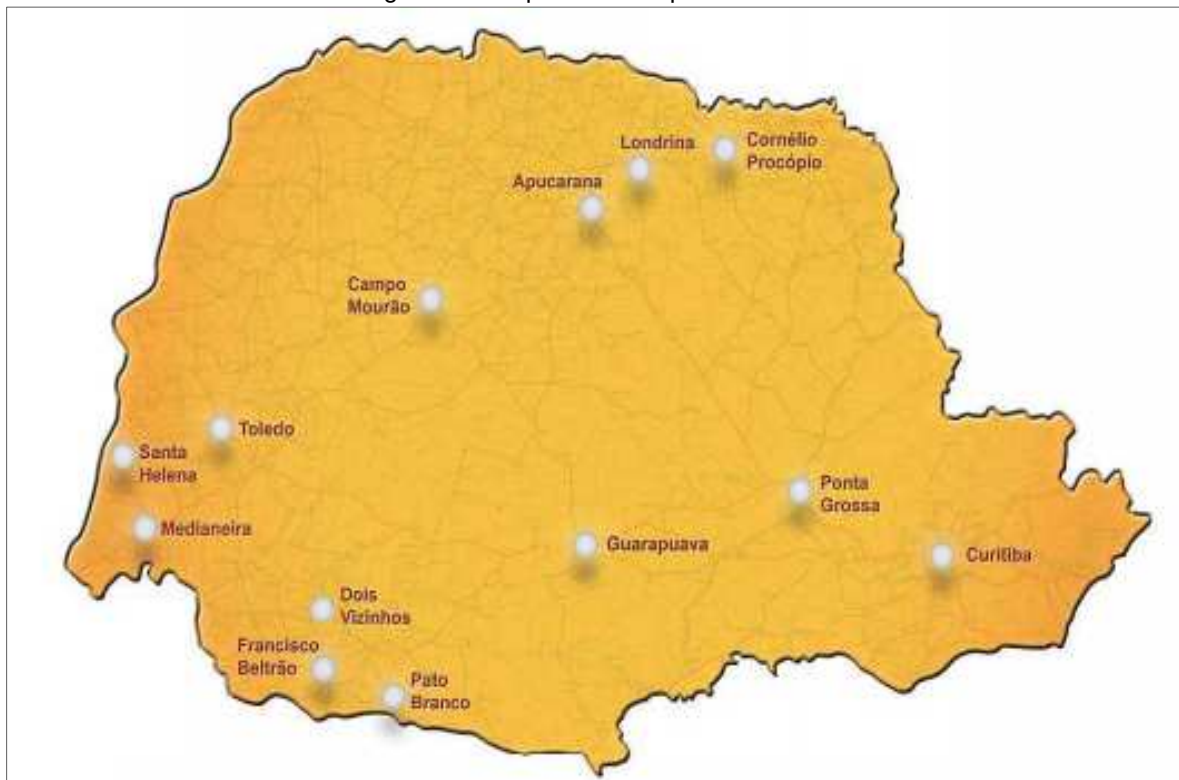 Londrina
Cornélio
Procópio
Apucarana
Campo
Mourão
Toledo
Santa
Helena
Medianeira
Ponta
Grossa
Guarapuava
Curitiba
Dois
Vizinhos
Francisco
Beltrão
Pato
Branco